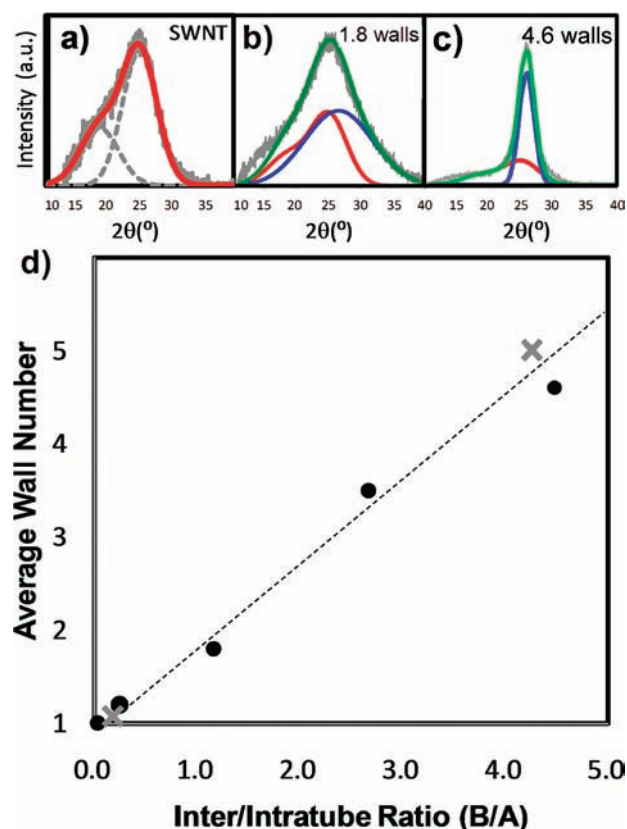 a) SWNT
b) 1.8 walls
c) 4.6 walls
Intensity (a.u.)
10 15 20 25 30 35
10 15 20 25 30 35 40
10 15 20 25 30 35 40
2θ(º)
2θ(º)
2θ(º)
d)
Average Wall Number
5
4
3
2
1
0.0 1.0 2.0 3.0 4.0 5.0
Inter/Intratube Ratio (B/A)